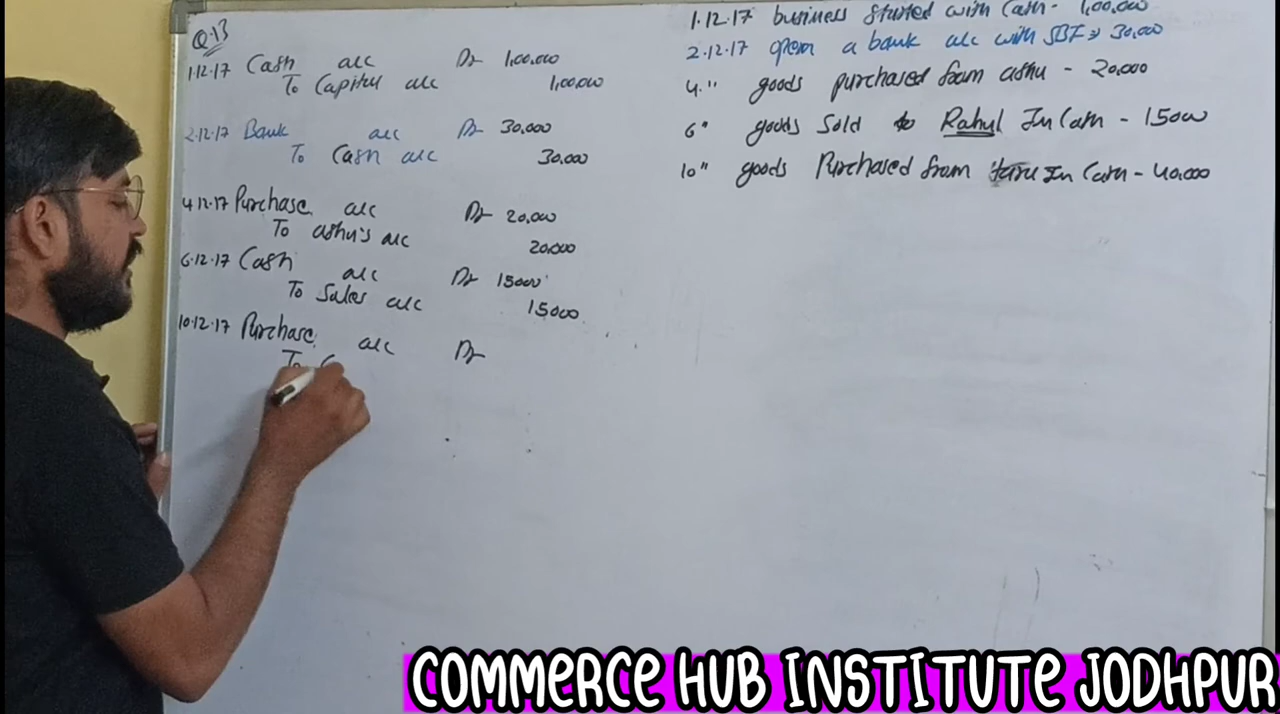 Q.13
1.12.17 Cash a/c Dr 1,00,000
To Capital a/c 1,00,000
2.12.17 Bank a/c Dr 30,000
To Cash a/c 30,000
4.12.17 Purchase a/c Dr 20,000
To ashu's a/c 20,000
6.12.17 Cash a/c Dr 15000
To Sales a/c 15000
10.12.17 Purchase a/c Dr
To C
1.12.17 business started with Cash - 1,00,000
2.12.17 open a bank a/c with SBI 30,000
4." goods purchased from ashu - 20,000
6" goods Sold to Rahul In Cash - 15000
10" goods Purchased from In Cash - 40,000
COMMERCE HUB INSTITUTE JODHPUR